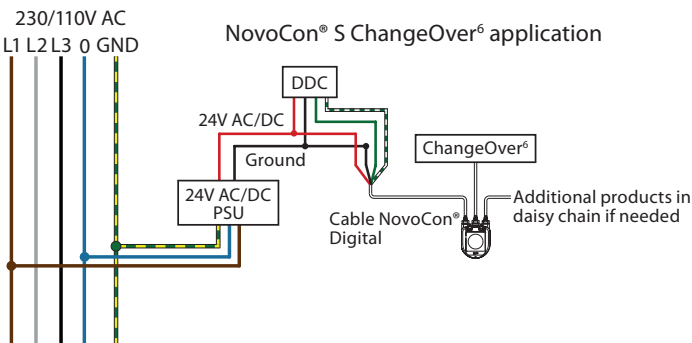 230/110V AC
L1 L2 L3 0 GND
NovoCon® S ChangeOver⁶ application
DDC
24V AC/DC
Ground
24V AC/DC
PSU
ChangeOver⁶
Cable NovoCon®
Digital
Additional products in
daisy chain if needed